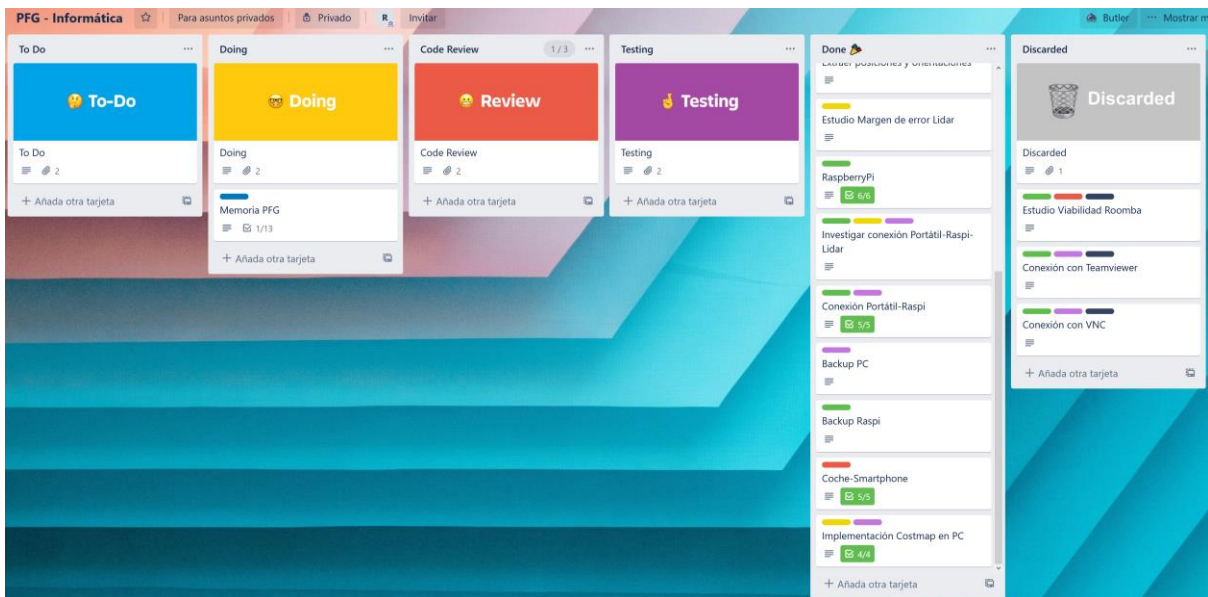 PFG - Informática
Para asuntos privados
Privado
R
Invitar
Butler
Mostrar m
To Do
To-Do
To Do
2
Añada otra tarjeta
Doing
Doing
Doing
2
Memoria PFG
1/13
Añada otra tarjeta
Code Review
1 / 3
Review
Code Review
2
Añada otra tarjeta
Testing
Testing
Testing
2
Añada otra tarjeta
Done
Extraer posiciones y orientaciones
Estudio Margen de error Lidar
RaspberryPi
6/6
Investigar conexión Portátil-Raspi-
Lidar
Conexión Portátil-Raspi
5/5
Backup PC
Backup Raspi
Coche-Smartphone
5/5
Implementación Costmap en PC
4/4
Añada otra tarjeta
Discarded
Discarded
Discarded
1
Estudio Viabilidad Roomba
Conexión con Teamviewer
Conexión con VNC
Añada otra tarjeta